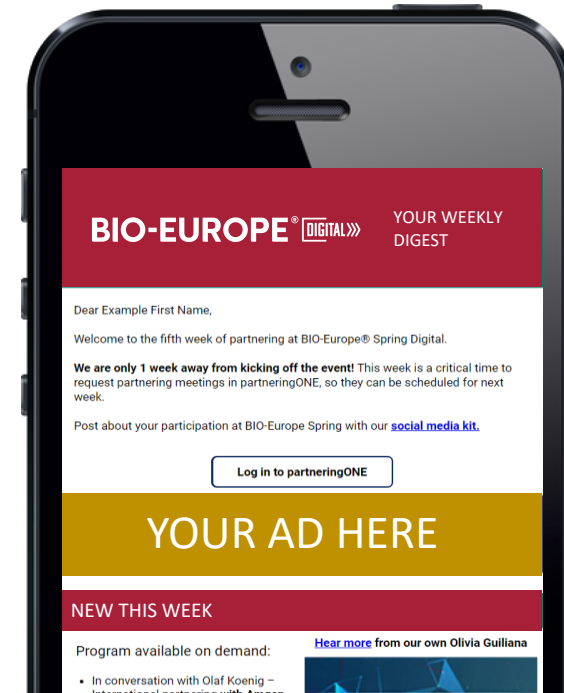 BIO-EUROPE® DIGITAL
YOUR WEEKLY
DIGEST
Dear Example First Name,
Welcome to the fifth week of partnering at BIO-Europe® Spring Digital.
We are only 1 week away from kicking off the event! This week is a critical time to
request partnering meetings in partneringONE, so they can be scheduled for next
week.
Post about your participation at BIO-Europe Spring with our social media kit.
Log in to partneringONE
YOUR AD HERE
NEW THIS WEEK
Program available on demand:
• In conversation with Olaf Koenig –
International partnering with Amgen
Hear more from our own Olivia Guiliana